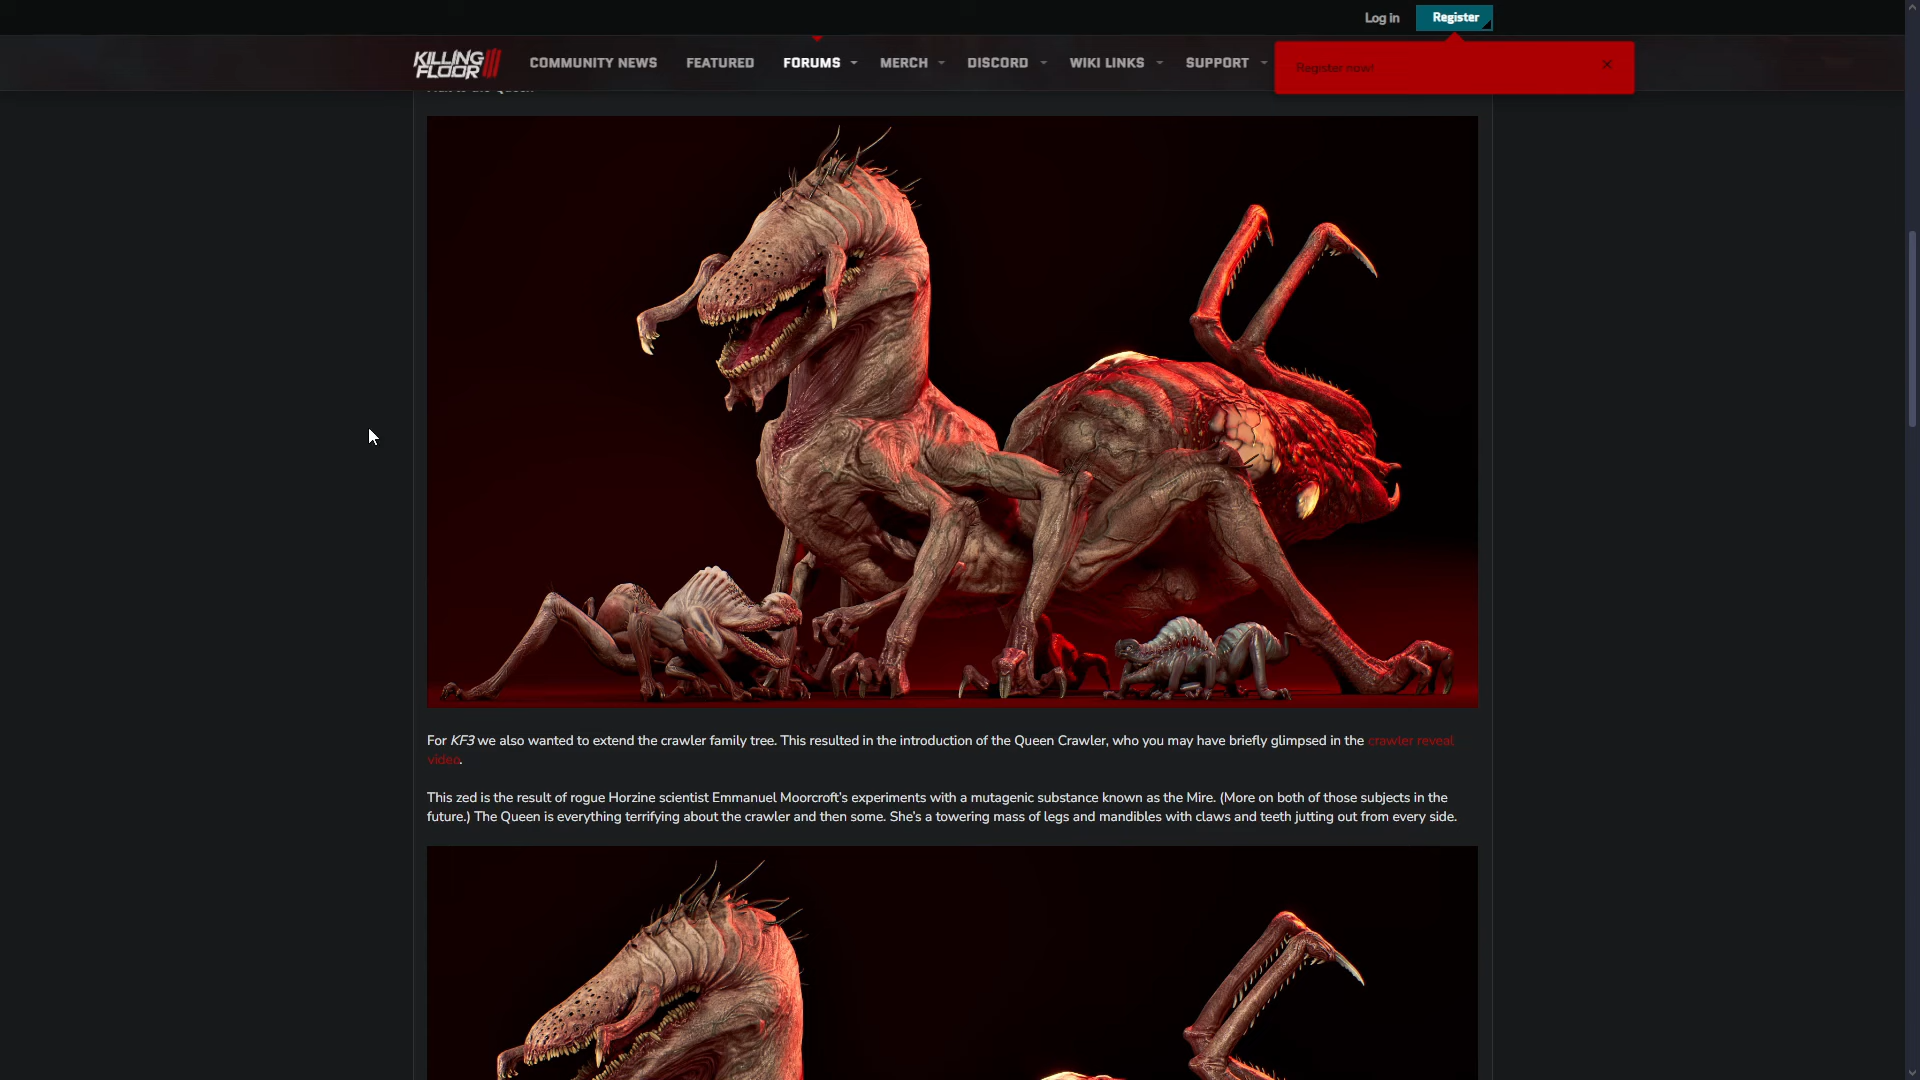 Log in
Register
KILLING FLOOR
COMMUNITY NEWS
FEATURED
FORUMS
MERCH
DISCORD
WIKI LINKS
SUPPORT
Register now!
For KF3 we also wanted to extend the crawler family tree. This resulted in the introduction of the Queen Crawler, who you may have briefly glimpsed in the crawler reveal
video.
This zed is the result of rogue Horzine scientist Emmanuel Moorcroft's experiments with a mutagenic substance known as the Mire. (More on both of those subjects in the
future.) The Queen is everything terrifying about the crawler and then some. She's a towering mass of legs and mandibles with claws and teeth jutting out from every side.